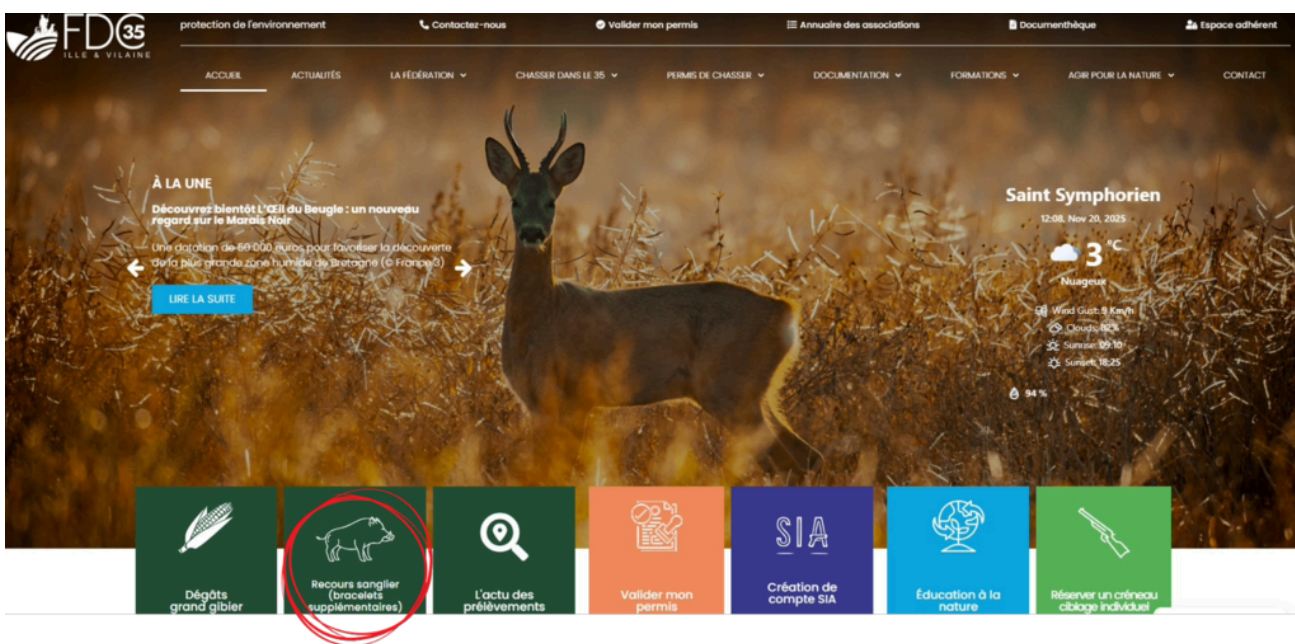 FDC 35
ILLE & VILAINE
protection de l'environnement
Contactez-nous
Valider mon permis
Annuaire des associations
Documenthèque
Espace adhérent
ACCUEIL
ACTUALITÉS
LA FÉDÉRATION
CHASSER DANS LE 35
PERMIS DE CHASSER
DOCUMENTATION
FORMATIONS
AGIR POUR LA NATURE
CONTACT
À LA UNE
Découvrez bientôt L'Œil du Beugle : un nouveau
regard sur le Marais Noir
Une dotation de 50 000 euros pour favoriser la découverte
de la plus grande zone humide de Bretagne (© France 3)
LIRE LA SUITE
Saint Symphorien
12:08, Nov 20, 2025
3 °C
Nuageux
Wind Gust: 9 Km/h
Clouds: 82%
Sunrise: 09:10
Sunset: 18:25
94 %
Dégâts
grand gibier
Recours sanglier
(bracelets
supplémentaires)
L'actu des
prélèvements
Valider mon
permis
SIA
Création de
compte SIA
Éducation à la
nature
Réserver un créneau
ciblage individuel